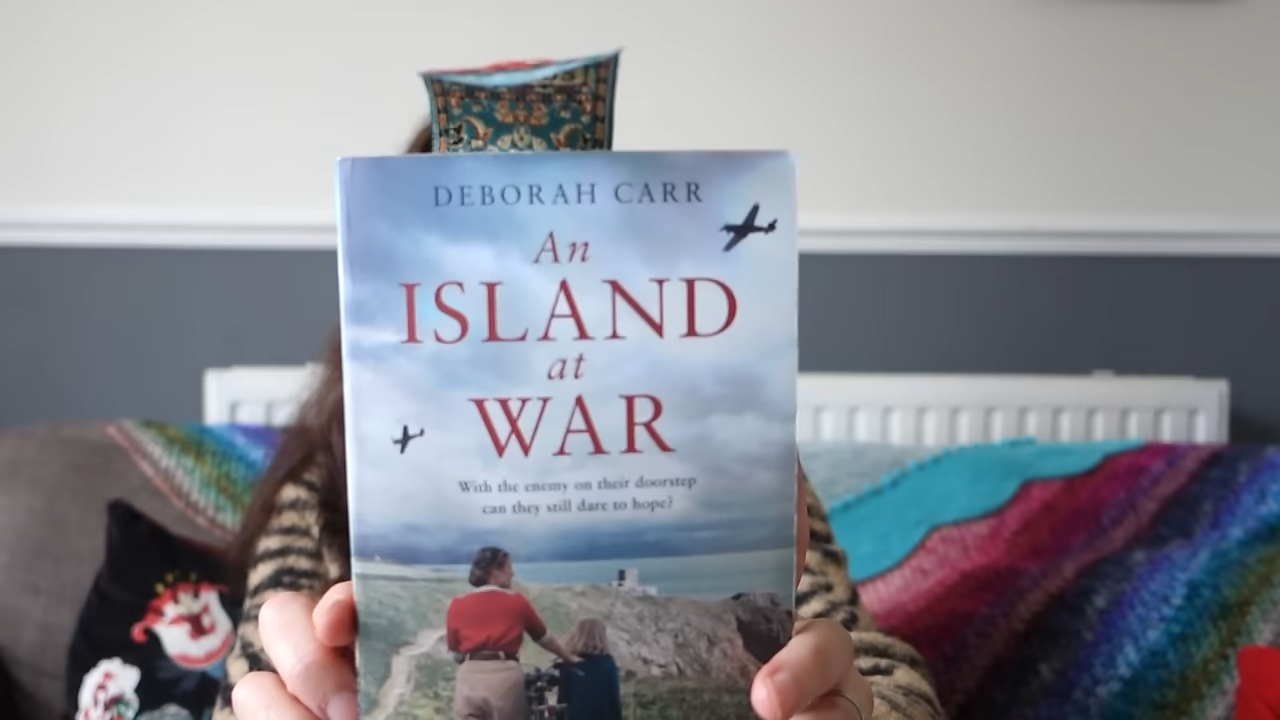 DEBORAH CARR
An
ISLAND
at
WAR
With the enemy on their doorstep
can they still dare to hope?